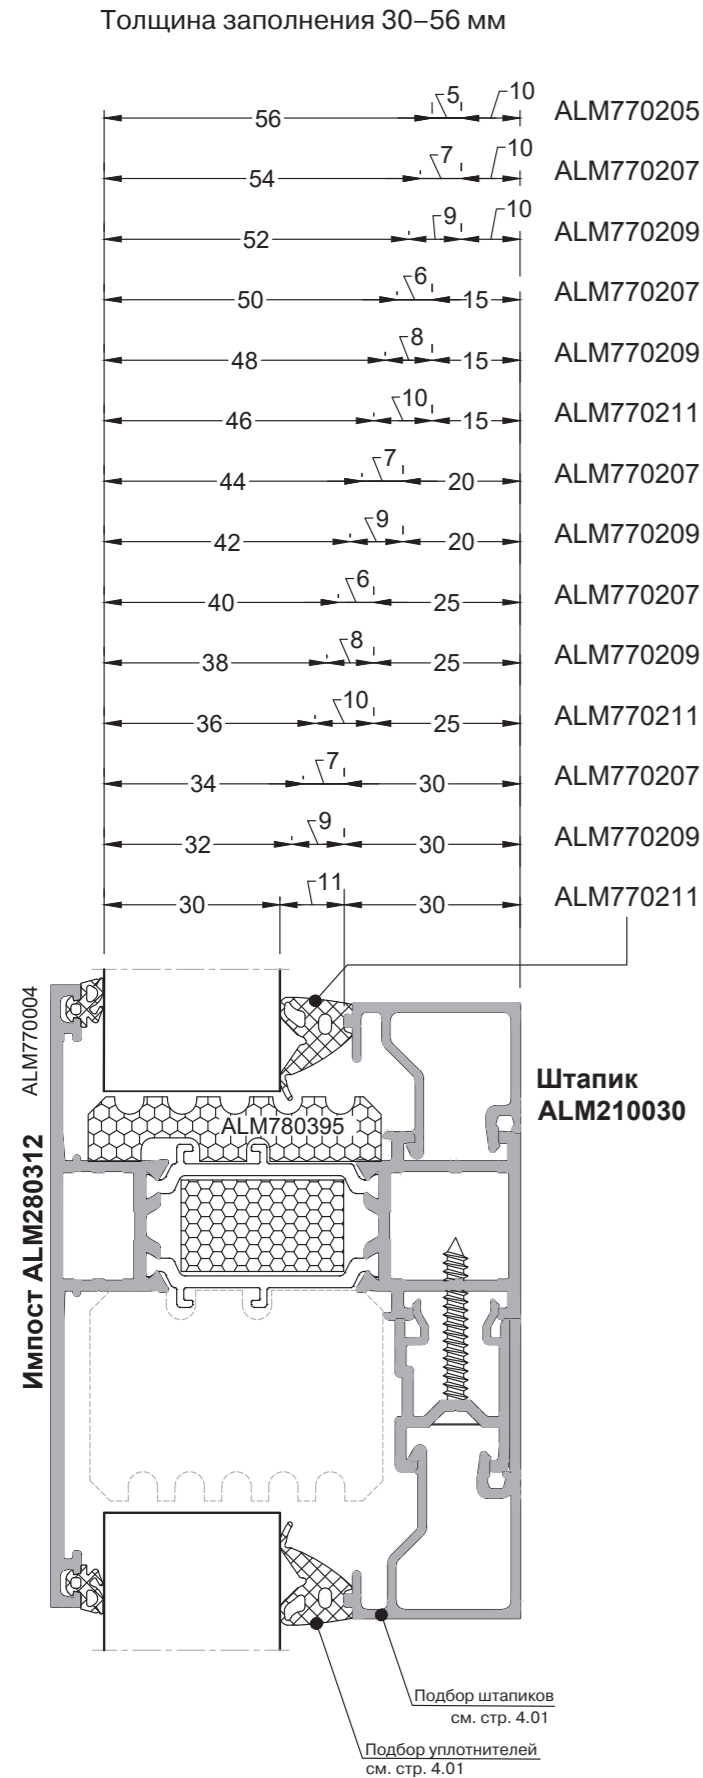 Толщина заполнения 30–56 мм
56 5 10 ALM770205
54 7 10 ALM770207
52 9 10 ALM770209
50 6 15 ALM770207
48 8 15 ALM770209
46 10 15 ALM770211
44 7 20 ALM770207
42 9 20 ALM770209
40 6 25 ALM770207
38 8 25 ALM770209
36 10 25 ALM770211
34 7 30 ALM770207
32 9 30 ALM770209
30 11 30 ALM770211
ALM770004
Штапик
ALM210030
ALM780395
Импост ALM280312
Подбор штапиков
см. стр. 4.01
Подбор уплотнителей
см. стр. 4.01